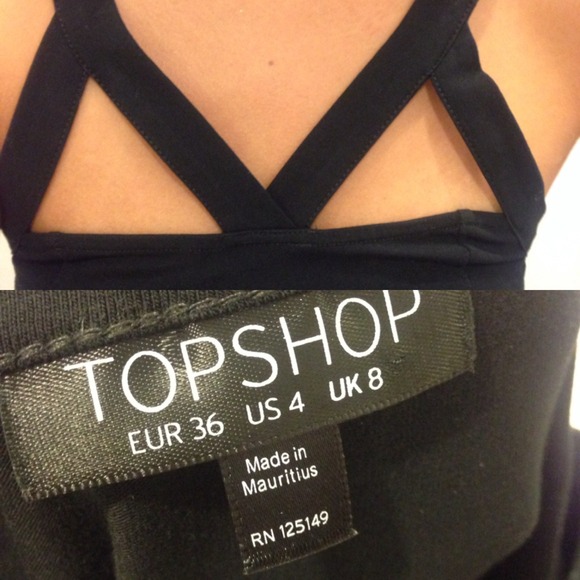 TOPSHOP
EUR 36 US 4 UK 8
Made in
Mauritius
RN 125149